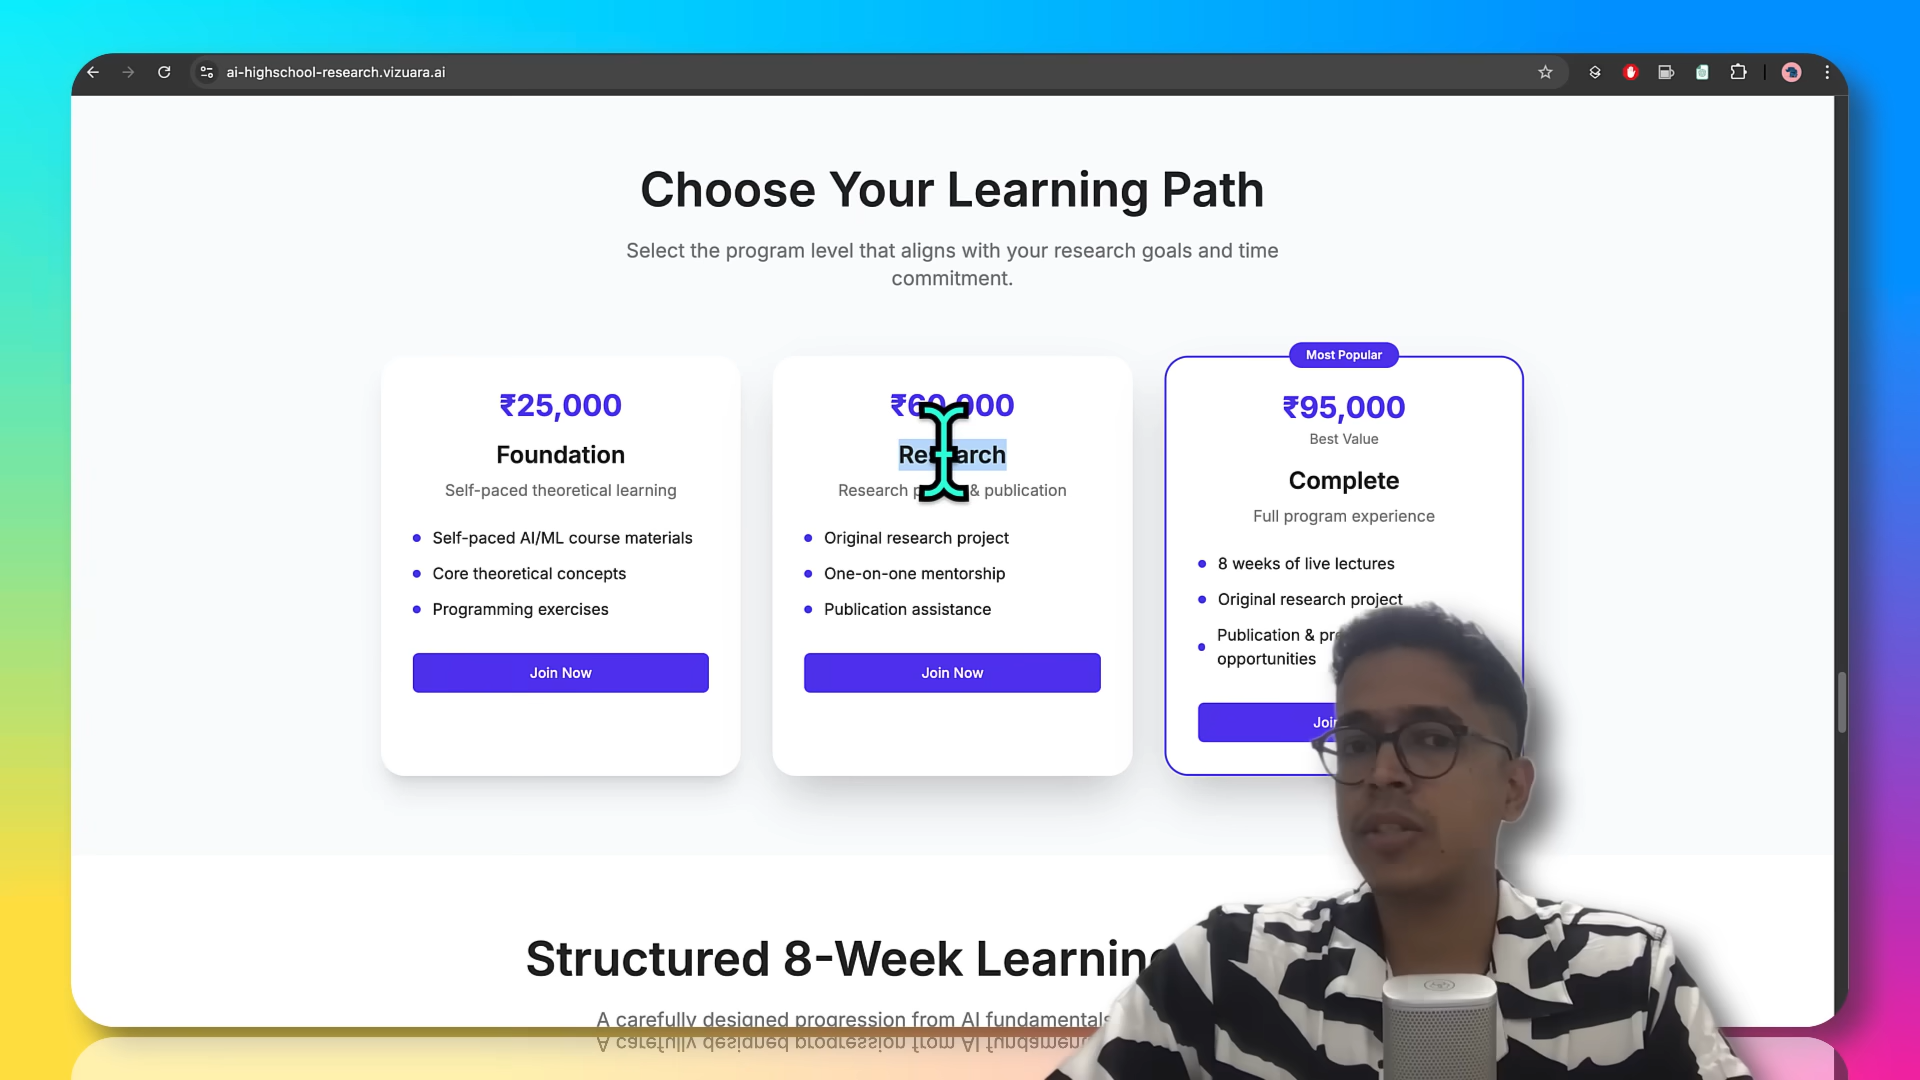 ai-highschool-research.vizuara.ai
Choose Your Learning Path
Select the program level that aligns with your research goals and time
commitment.
₹25,000
Foundation
Self-paced theoretical learning
Self-paced AI/ML course materials
Core theoretical concepts
Programming exercises
Join Now
₹60,000
Research
Research & publication
Original research project
One-on-one mentorship
Publication assistance
Join Now
Most Popular
₹95,000
Best Value
Complete
Full program experience
8 weeks of live lectures
Original research project
Publication &
opportunities
Structured 8-Week Learning
A carefully designed progression from AI fundamentals